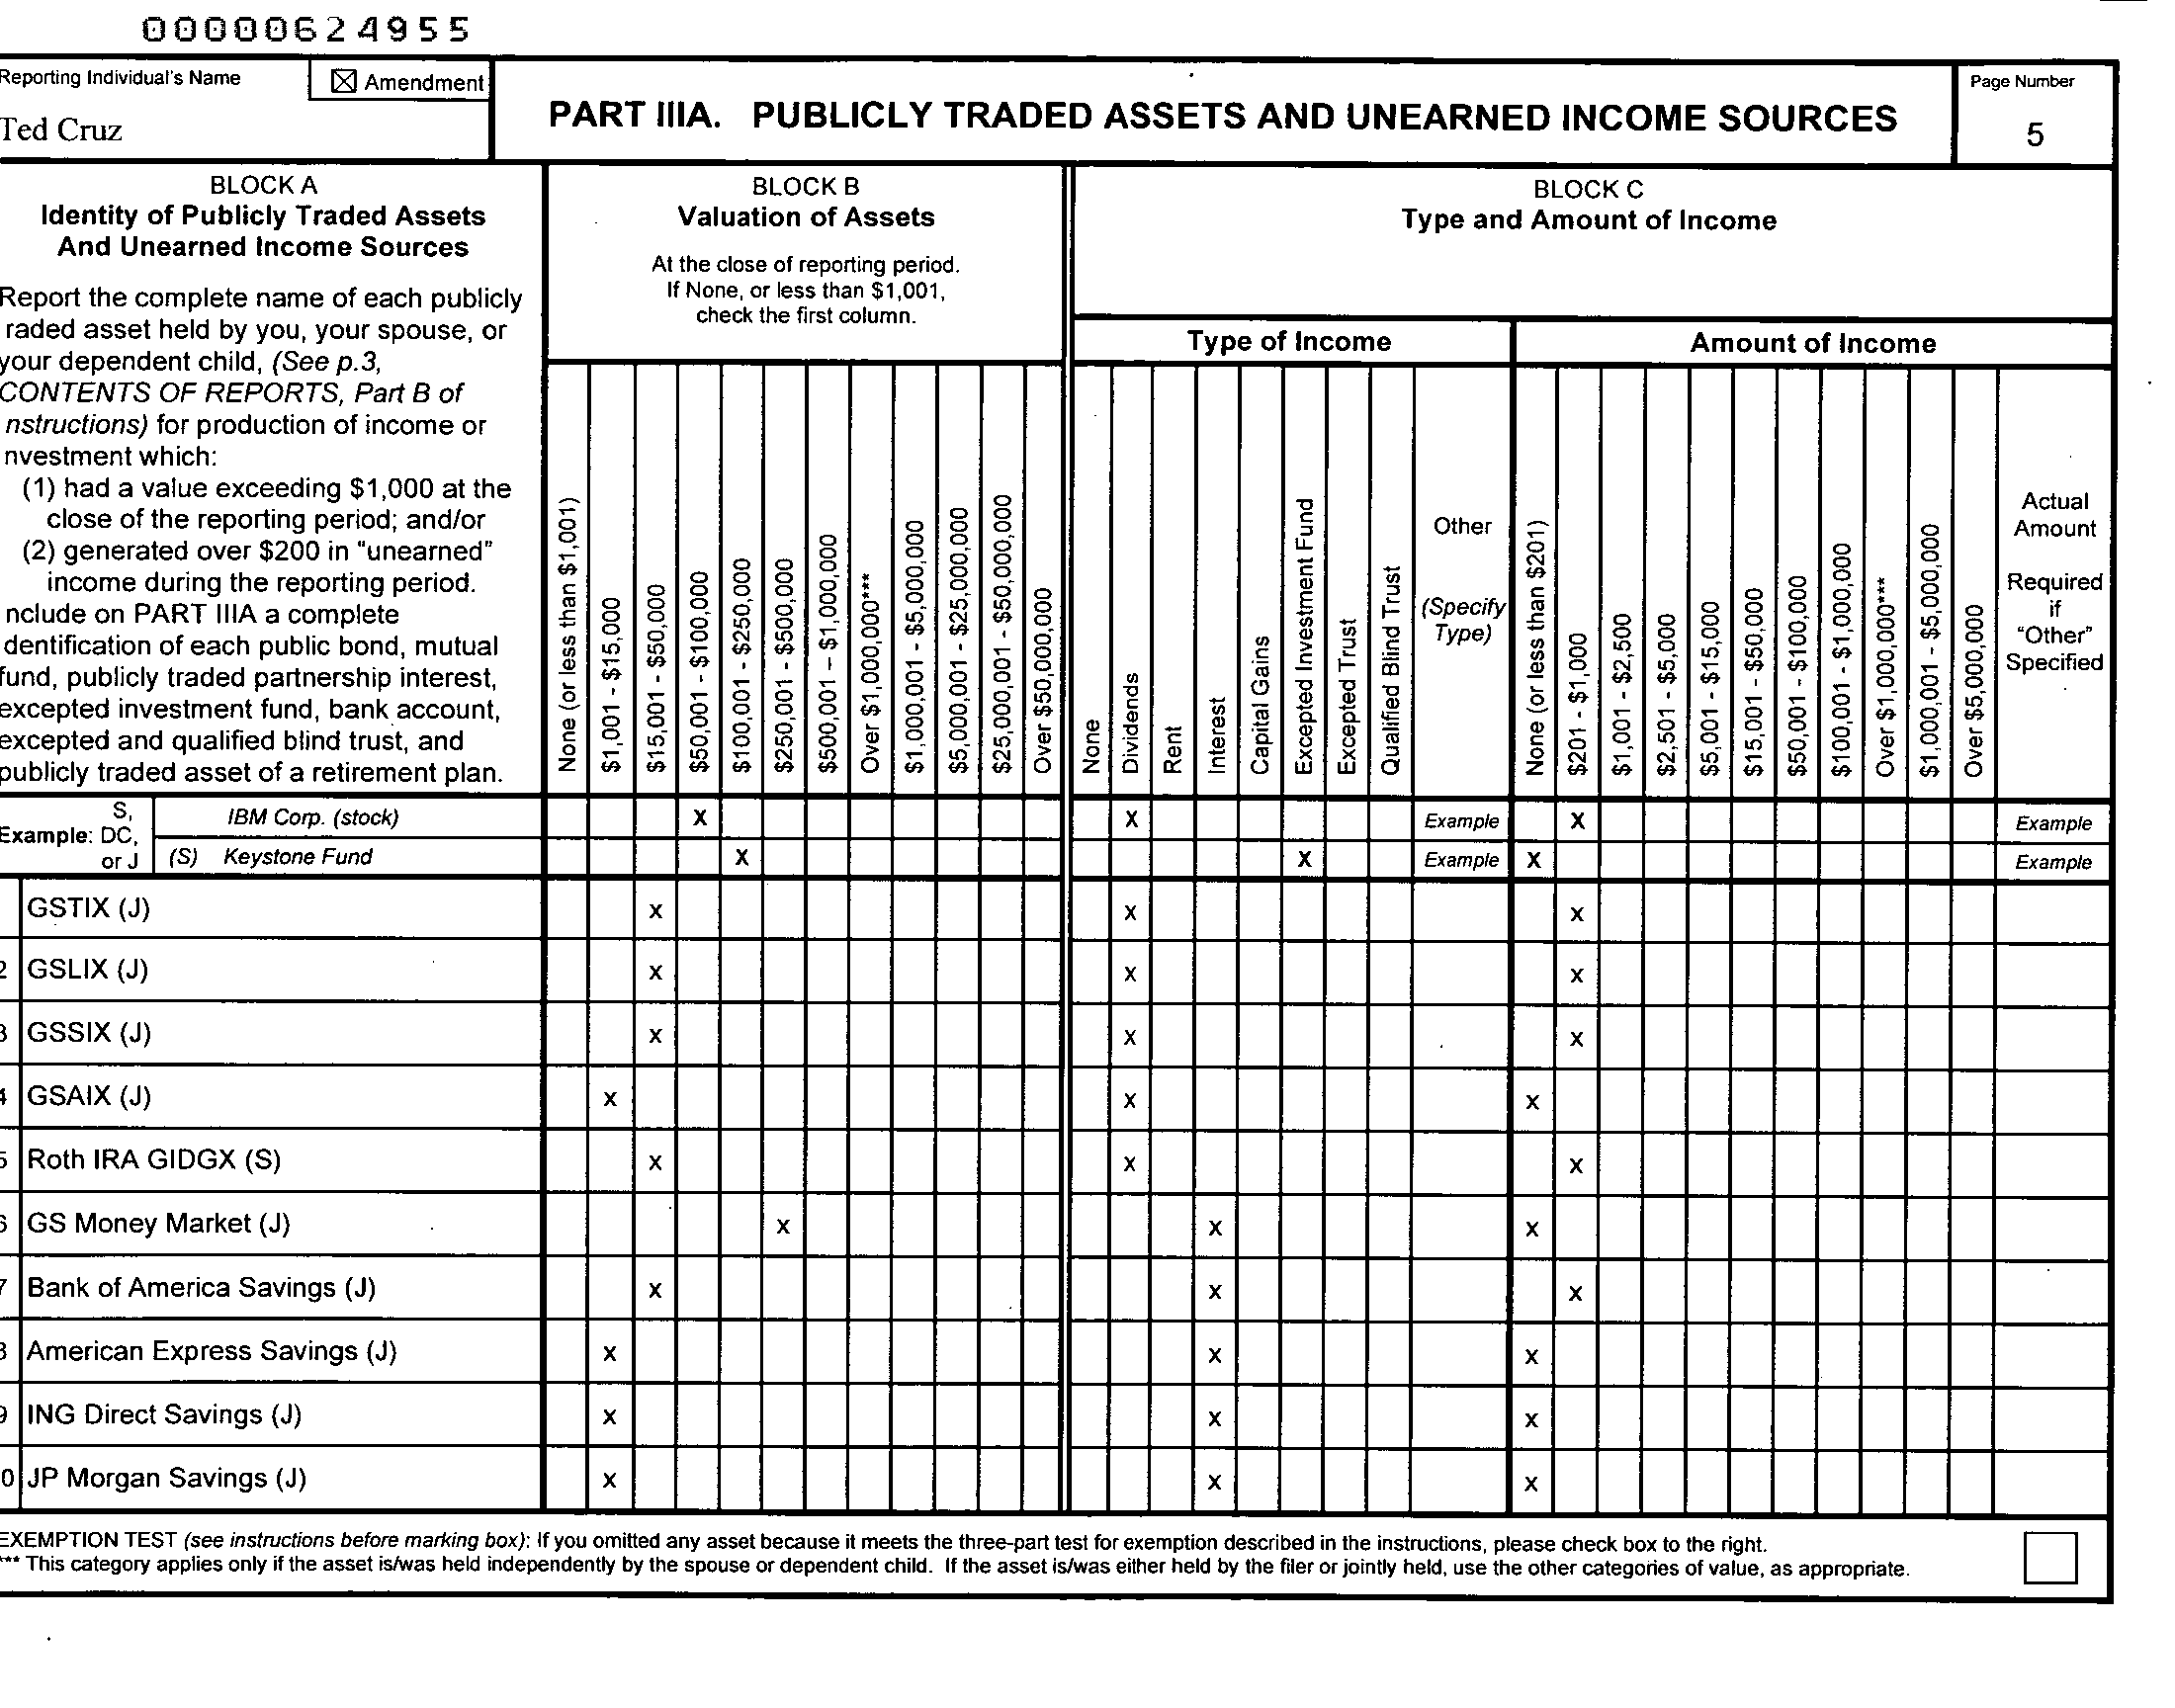 00000624955
Reporting Individual's Name
☒ Amendment
Ted Cruz
PART IIIA. PUBLICLY TRADED ASSETS AND UNEARNED INCOME SOURCES
Page Number
5
BLOCK A
Identity of Publicly Traded Assets
And Unearned Income Sources
Report the complete name of each publicly
raded asset held by you, your spouse, or
your dependent child, (See p.3,
CONTENTS OF REPORTS, Part B of
nstructions) for production of income or
nvestment which:
(1) had a value exceeding $1,000 at the
close of the reporting period; and/or
(2) generated over $200 in "unearned"
income during the reporting period.
nclude on PART IIIA a complete
dentification of each public bond, mutual
fund, publicly traded partnership interest,
excepted investment fund, bank account,
excepted and qualified blind trust, and
publicly traded asset of a retirement plan.
BLOCK B
Valuation of Assets
At the close of reporting period.
If None, or less than $1,001,
check the first column.
None (or less than $1,001)
$1,001 - $15,000
$15,001 - $50,000
$50,001 - $100,000
$100,001 - $250,000
$250,001 - $500,000
$500,001 – $1,000,000
Over $1,000,000***
$1,000,001 - $5,000,000
$5,000,001 - $25,000,000
$25,000,001 - $50,000,000
Over $50,000,000
BLOCK C
Type and Amount of Income
Type of Income
Amount of Income
None
Dividends
Rent
Interest
Capital Gains
Excepted Investment Fund
Excepted Trust
Qualified Blind Trust
Other
(Specify
Type)
None (or less than $201)
$201 - $1,000
$1,001 - $2,500
$2,501 - $5,000
$5,001 - $15,000
$15,001 - $50,000
$50,001 - $100,000
$100,001 - $1,000,000
Over $1,000,000***
$1,000,001 - $5,000,000
Over $5,000,000
Actual
Amount
Required
if
"Other"
Specified
Example: S, DC, or J
IBM Corp. (stock) X X Example X Example
(S) Keystone Fund X X Example X Example
GSTIX (J) X X X
2 GSLIX (J) X X X
3 GSSIX (J) X X X
4 GSAIX (J) X X X
5 Roth IRA GIDGX (S) X X X
6 GS Money Market (J) X X X
7 Bank of America Savings (J) X X X
8 American Express Savings (J) X X X
9 ING Direct Savings (J) X X X
0 JP Morgan Savings (J) X X X
EXEMPTION TEST (see instructions before marking box): If you omitted any asset because it meets the three-part test for exemption described in the instructions, please check box to the right.
*** This category applies only if the asset is/was held independently by the spouse or dependent child. If the asset is/was either held by the filer or jointly held, use the other categories of value, as appropriate.